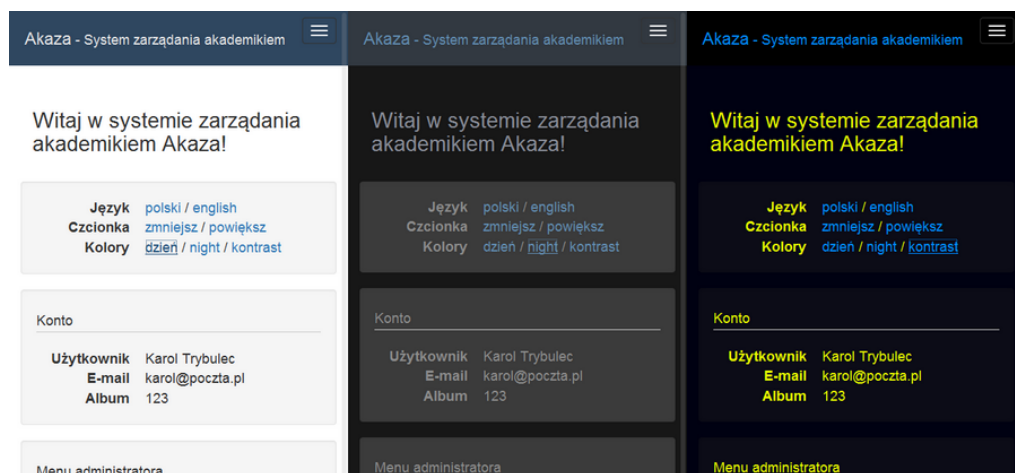 Akaza - System zarządania akademikiem
Witaj w systemie zarządania
akademikiem Akaza!
Język polski / english
Czcionka zmniejsz / powiększ
Kolory dzień / night / kontrast
Konto
Użytkownik Karol Trybulec
E-mail karol@poczta.pl
Album 123
Menu administratora
Akaza - System zarządania akademikiem
Witaj w systemie zarządania
akademikiem Akaza!
Język polski / english
Czcionka zmniejsz / powiększ
Kolory dzień / night / kontrast
Konto
Użytkownik Karol Trybulec
E-mail karol@poczta.pl
Album 123
Menu administratora
Akaza - System zarządania akademikiem
Witaj w systemie zarządania
akademikiem Akaza!
Język polski / english
Czcionka zmniejsz / powiększ
Kolory dzień / night / kontrast
Konto
Użytkownik Karol Trybulec
E-mail karol@poczta.pl
Album 123
Menu administratora